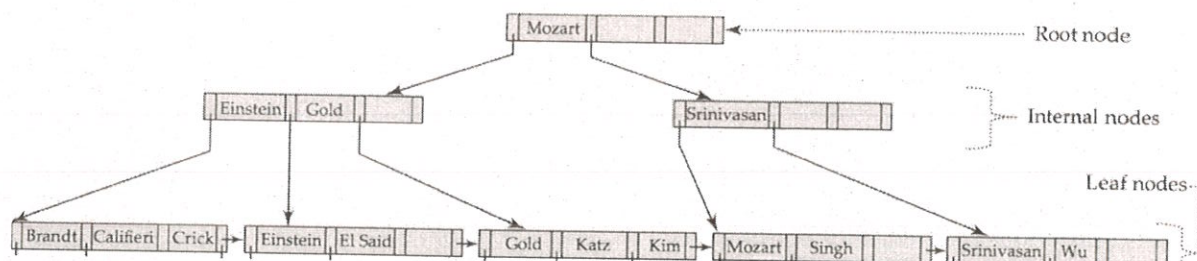 Mozart
Root node
Einstein Gold
Srinivasan
Internal nodes
Leaf nodes
Brandt Califieri Crick Einstein El Said Gold Katz Kim Mozart Singh Srinivasan Wu